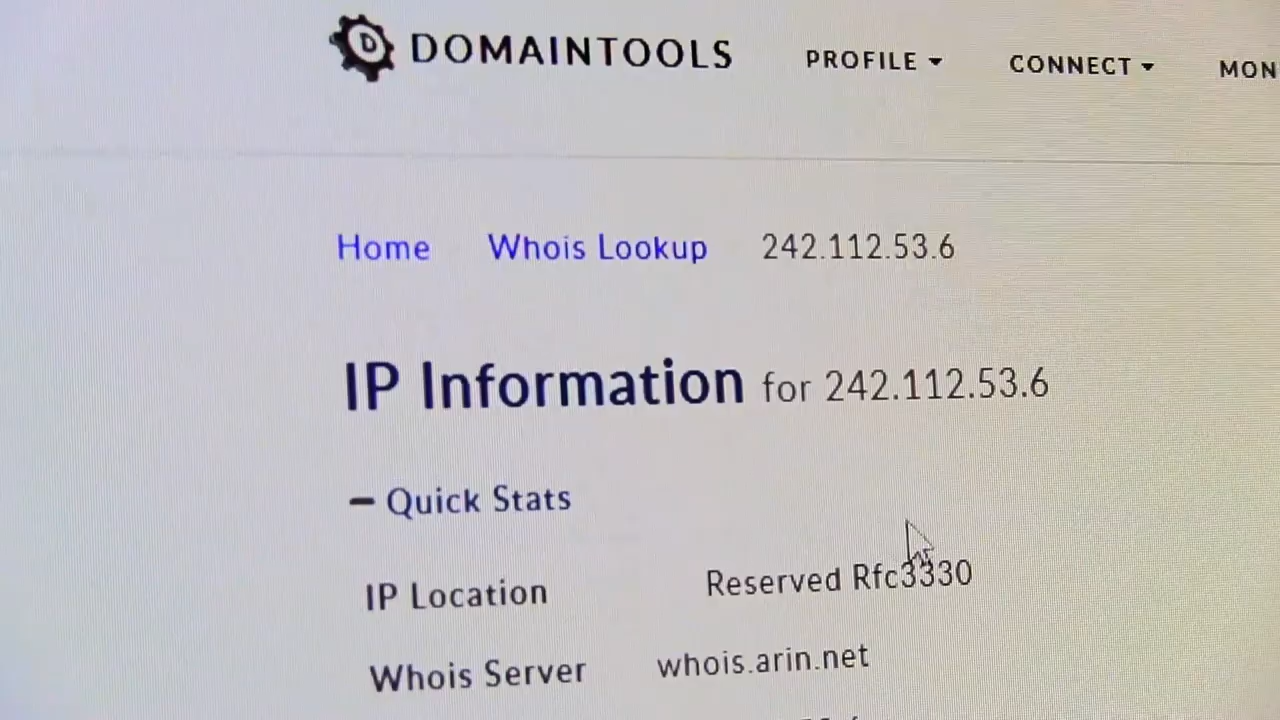 DOMAINTOOLS PROFILE CONNECT MON
Home Whois Lookup 242.112.53.6
IP Information for 242.112.53.6
Quick Stats
IP Location Reserved Rfc3330
Whois Server whois.arin.net